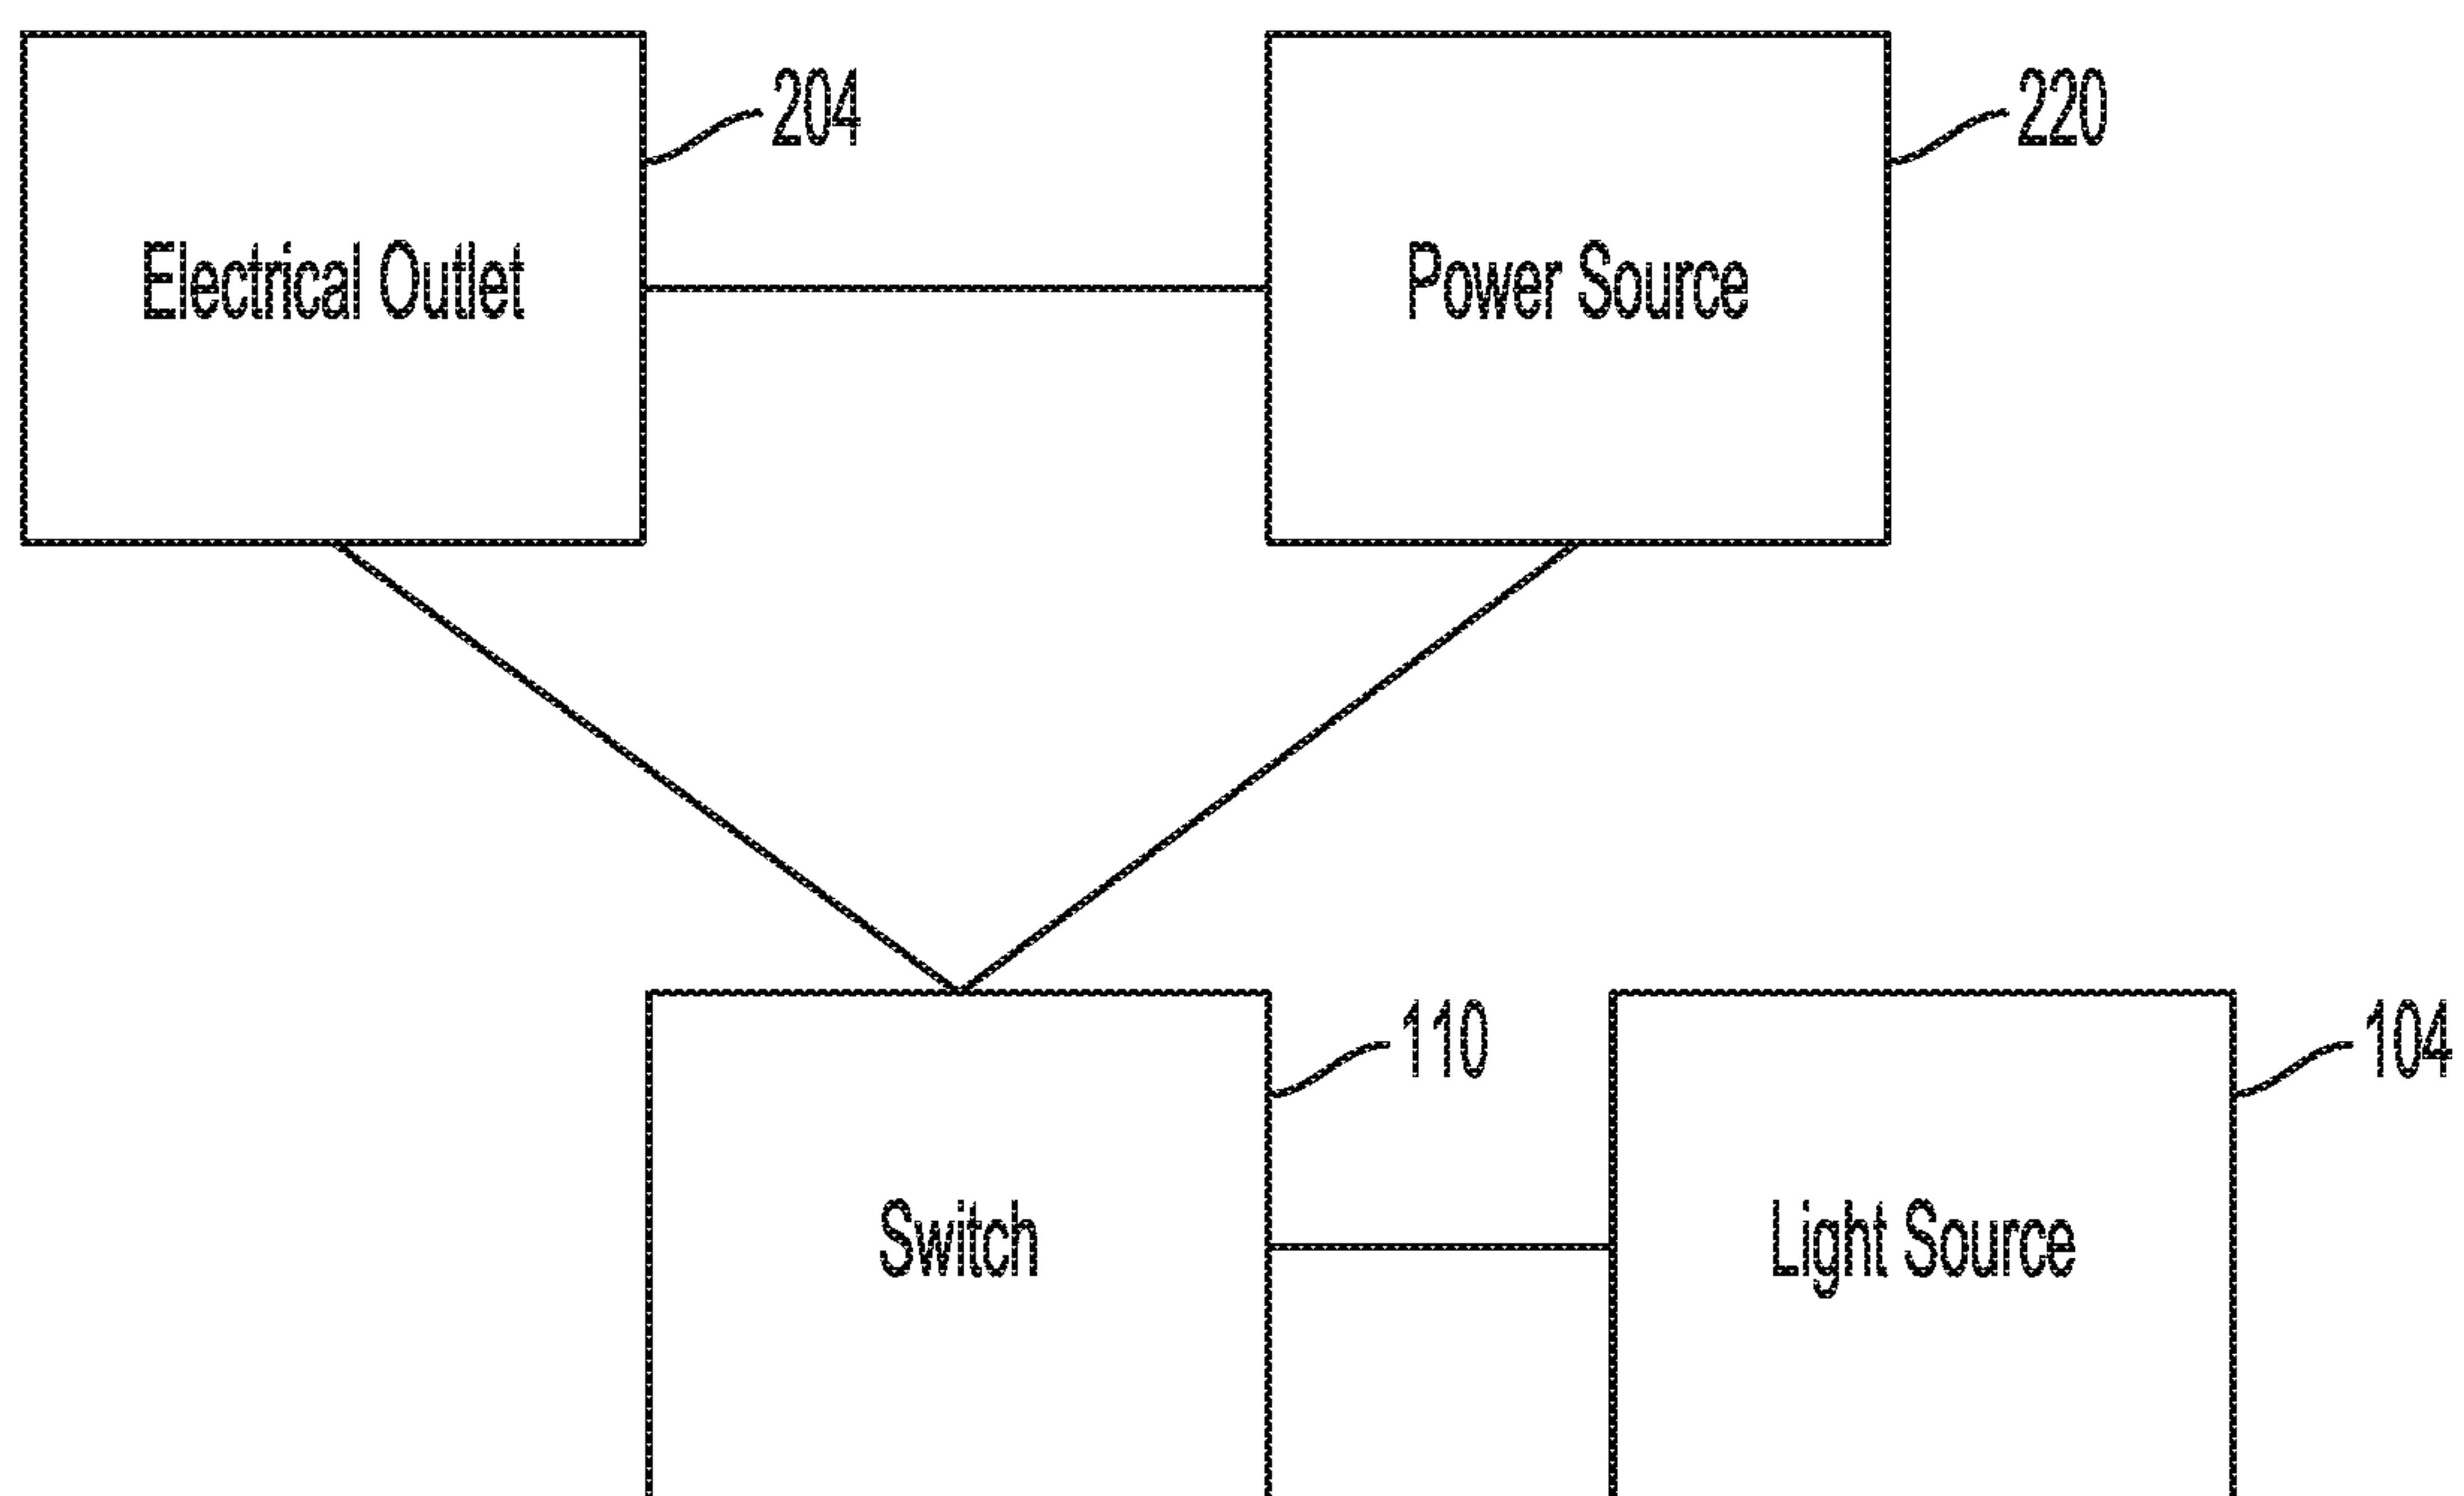 204
220
Electrical Outlet
Power Source
110
104
Switch
Light Source